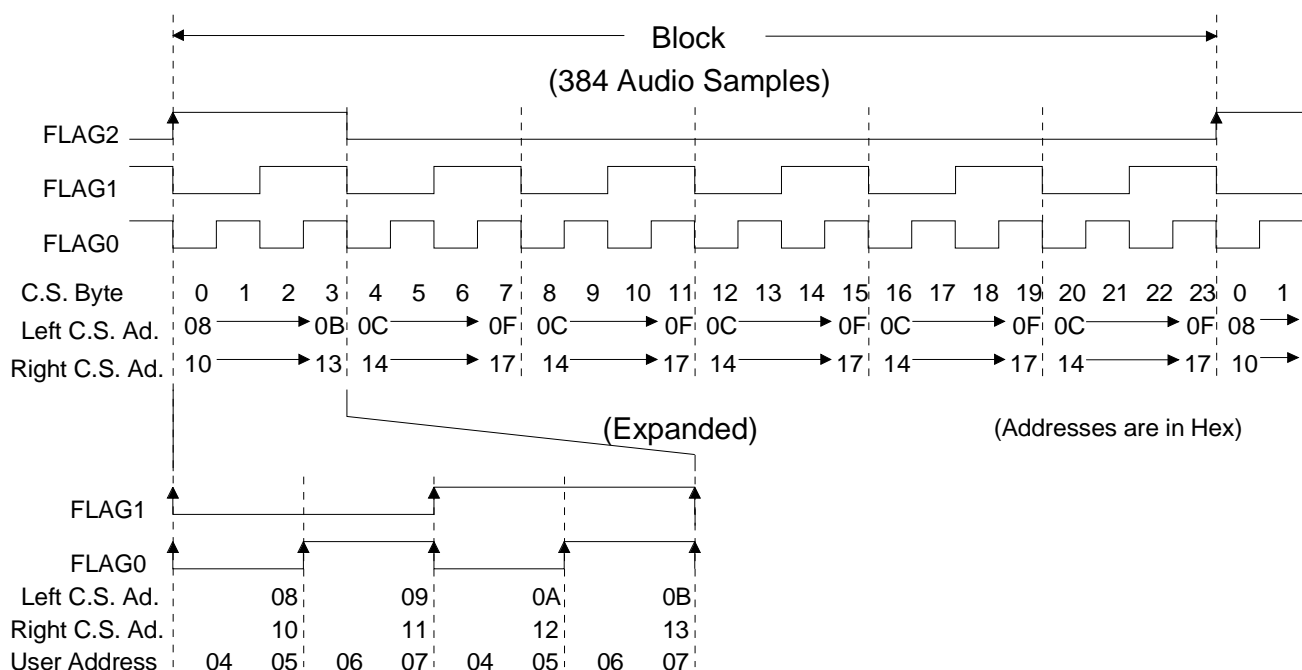 Block
(384 Audio Samples)
FLAG2
FLAG1
FLAG0
C.S. Byte 0 1 2 3 4 5 6 7 8 9 10 11 12 13 14 15 16 17 18 19 20 21 22 23 0 1
Left C.S. Ad. 08 0B 0C 0F 0C 0F 0C 0F 0C 0F 0C 0F 08
Right C.S. Ad. 10 13 14 17 14 17 14 17 14 17 14 17 10
(Expanded) (Addresses are in Hex)
FLAG1
FLAG0
Left C.S. Ad. 08 09 0A 0B
Right C.S. Ad. 10 11 12 13
User Address 04 05 06 07 04 05 06 07